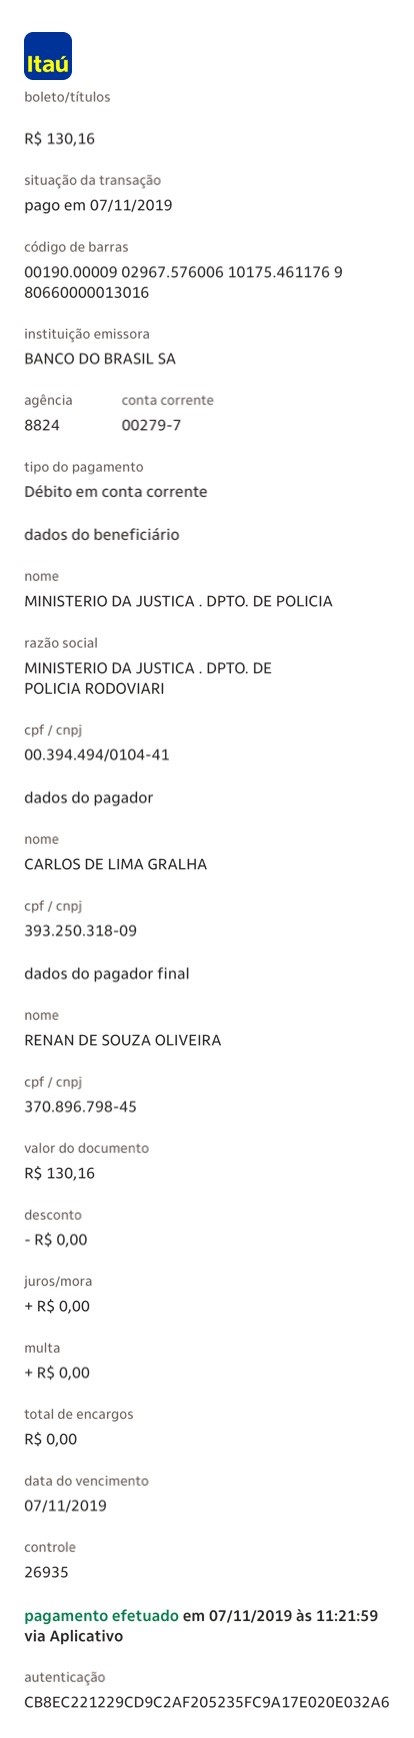 Itaú
boleto/títulos
R$ 130,16
situação da transação
pago em 07/11/2019
código de barras
00190.00009 02967.576006 10175.461176 9
80660000013016
instituição emissora
BANCO DO BRASIL SA
agência conta corrente
8824 00279-7
tipo do pagamento
Débito em conta corrente
dados do beneficiário
nome
MINISTERIO DA JUSTICA . DPTO. DE POLICIA
razão social
MINISTERIO DA JUSTICA . DPTO. DE
POLICIA RODOVIARI
cpf / cnpj
00.394.494/0104-41
dados do pagador
nome
CARLOS DE LIMA GRALHA
cpf / cnpj
393.250.318-09
dados do pagador final
nome
RENAN DE SOUZA OLIVEIRA
cpf / cnpj
370.896.798-45
valor do documento
R$ 130,16
desconto
- R$ 0,00
juros/mora
+ R$ 0,00
multa
+ R$ 0,00
total de encargos
R$ 0,00
data do vencimento
07/11/2019
controle
26935
pagamento efetuado em 07/11/2019 às 11:21:59
via Aplicativo
autenticação
CB8EC221229CD9C2AF205235FC9A17E020E032A6